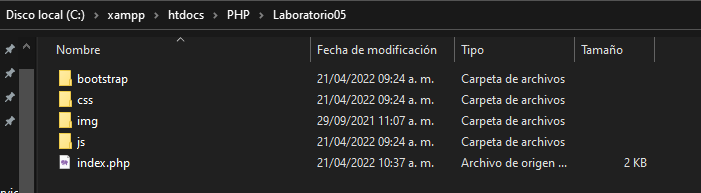 Disco local (C:) > xampp > htdocs > PHP > Laboratorio05
Nombre Fecha de modificación Tipo Tamaño
bootstrap 21/04/2022 09:24 a. m. Carpeta de archivos
css 21/04/2022 09:24 a. m. Carpeta de archivos
img 29/09/2021 11:07 a. m. Carpeta de archivos
js 21/04/2022 09:24 a. m. Carpeta de archivos
index.php 21/04/2022 10:37 a. m. Archivo de origen ... 2 KB